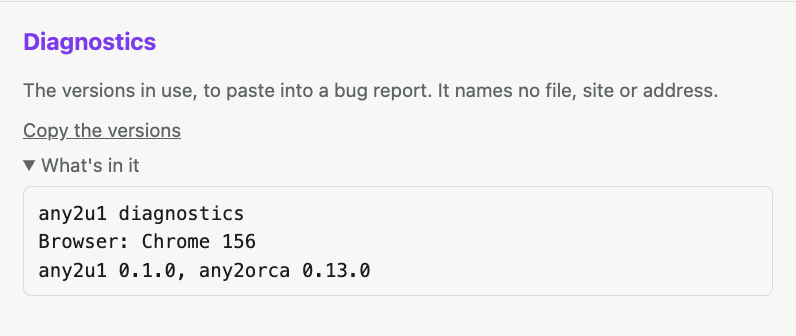 Diagnostics
The versions in use, to paste into a bug report. It names no file, site or address.
Copy the versions
▼ What's in it
any2u1 diagnostics
Browser: Chrome 156
any2u1 0.1.0, any2orca 0.13.0